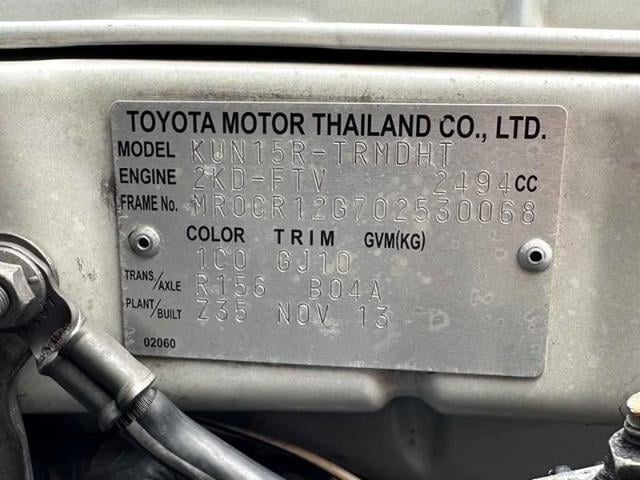 TOYOTA MOTOR THAILAND CO., LTD.
MODEL KUN15R-TRMDHT
ENGINE 2KD-FTV 2494CC
FRAME No. MR0CR12G702530068
COLOR TRIM GVM(KG)
1C0 GJ10
TRANS/AXLE R156 B04A
PLANT/BUILT Z35 NOV 13
02060